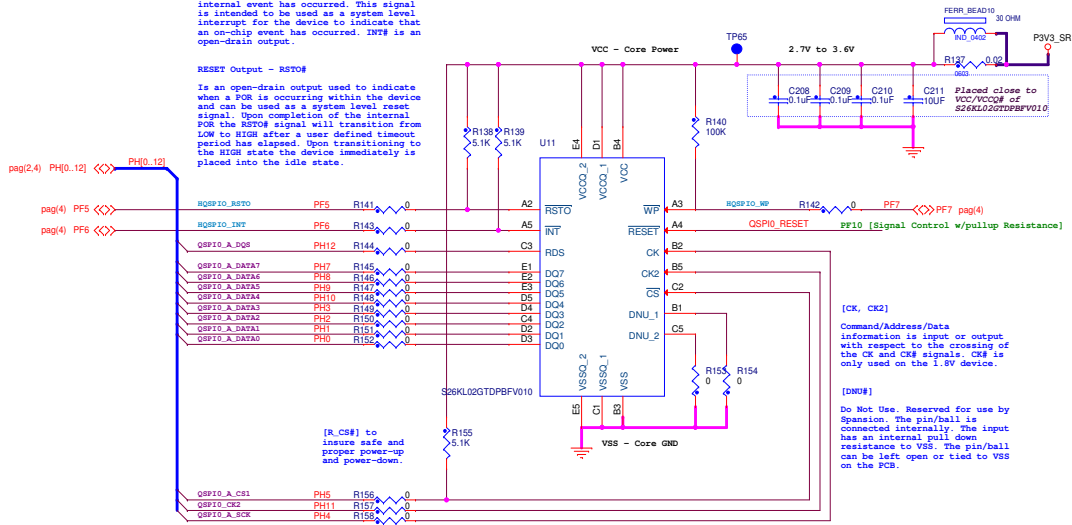 internal event has occurred. This signal
is intended to be used as a system level
interrupt for the device to indicate that
an on-chip event has occurred. INT# is an
open-drain output.
RESET Output - RSTO#
Is an open-drain output used to indicate
when a POR is occurring within the device
and can be used as a system level reset
signal. Upon completion of the internal
POR the RSTO# signal will transition from
LOW to HIGH after a user defined timeout
period has elapsed. Upon transitioning to
the HIGH state the device immediately is
placed into the idle state.
FERR_BEAD10
30 OHM
IND_0402
P3V3_SR
R137 0.02
0603
TP65
VCC - Core Power
2.7V to 3.6V
C208
0.1uF
C209
0.1uF
C210
0.1uF
C211
10UF
Placed close to
VCC/VCCQ# of
S26KL02GTDPBFV010
R138
5.1K
R139
5.1K
R140
100K
U11
E4 D1 B4
VCCQ_2 VCCQ_1 VCC
pag(2,4) PH[0..12] PH[0..12]
pag(4) PF5 HQSPIO_RSTO PF5 R141 0 A2 RSTO
pag(4) PF6 HQSPIO_INT PF6 R143 0 A5 INT
QSPI0_A_DQS PH12 R144 0 C3 RDS
QSPI0_A_DATA7 PH7 R145 0 E1 DQ7
QSPI0_A_DATA6 PH8 R146 0 E2 DQ6
QSPI0_A_DATA5 PH9 R147 0 E3 DQ5
QSPI0_A_DATA4 PH10 R148 0 D5 DQ4
QSPI0_A_DATA3 PH3 R149 0 D4 DQ3
QSPI0_A_DATA2 PH2 R150 0 C4 DQ2
QSPI0_A_DATA1 PH1 R151 0 D2 DQ1
QSPI0_A_DATA0 PH0 R152 0 D3 DQ0
WP A3 HQSPIO_WP R142 0 PF7 PF7 pag(4)
RESET A4 QSPI0_RESET PF10 [Signal Control w/pullup Resistance]
CK B2
CK2 B5
CS C2
DNU_1 B1
DNU_2 C5
VSSQ_2 VSSQ_1 VSS
E5 C1 B3
S26KL02GTDPBFV010
R153
0
R154
0
VSS - Core GND
[CK, CK2]
Command/Address/Data
information is input or output
with respect to the crossing of
the CK and CK# signals. CK# is
only used on the 1.8V device.
[DNU#]
Do Not Use. Reserved for use by
Spansion. The pin/ball is
connected internally. The input
has an internal pull down
resistance to VSS. The pin/ball
can be left open or tied to VSS
on the PCB.
[R_CS#] to
insure safe and
proper power-up
and power-down.
R155
5.1K
QSPI0_A_CS1 PH5 R156 0
QSPI0_CK2 PH11 R157 0
QSPI0_A_SCK PH4 R158 0